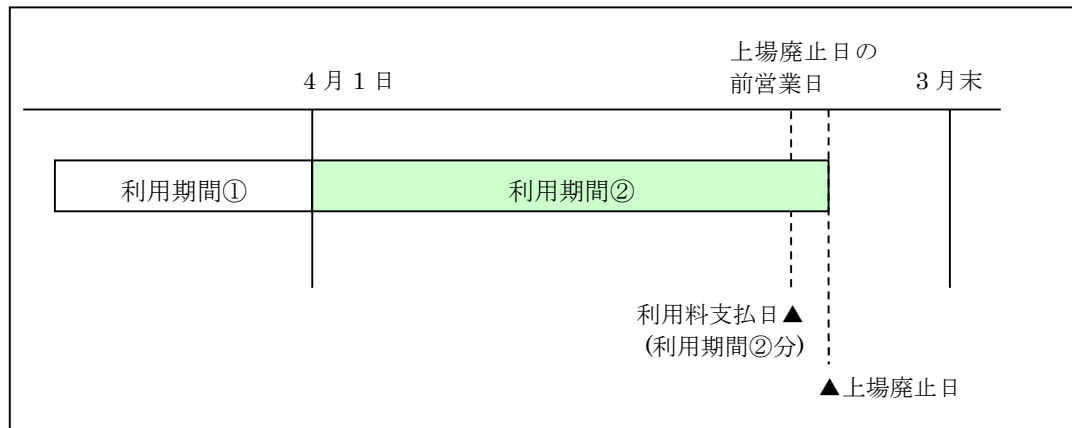 上場廃止日の
前営業日
4月1日
3月末
利用期間①
利用期間②
利用料支払日▲
(利用期間②分)
▲上場廃止日